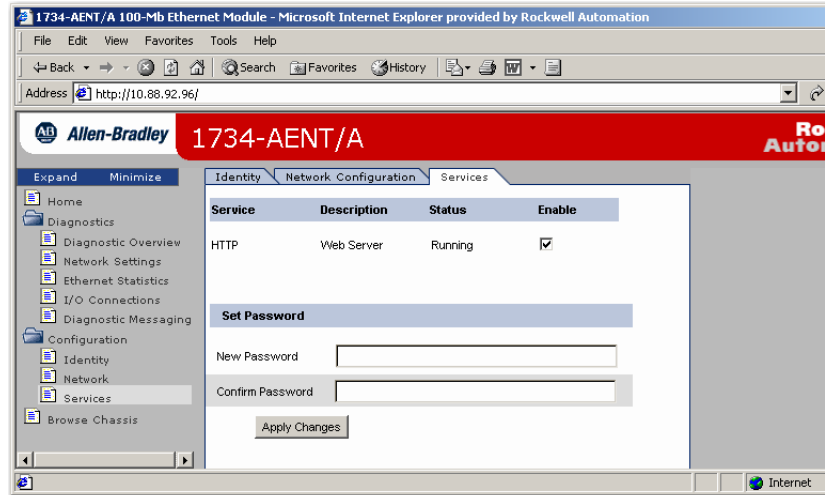 1734-AENT/A 100-Mb Ethernet Module - Microsoft Internet Explorer provided by Rockwell Automation
File Edit View Favorites Tools Help
Back Search Favorites History
Address http://10.88.92.96/
AB Allen-Bradley 1734-AENT/A
Expand Minimize
Home
Diagnostics
Diagnostic Overview
Network Settings
Ethernet Statistics
I/O Connections
Diagnostic Messaging
Configuration
Identity
Network
Services
Browse Chassis
Identity Network Configuration Services
Service Description Status Enable
HTTP Web Server Running
Set Password
New Password
Confirm Password
Apply Changes
Internet